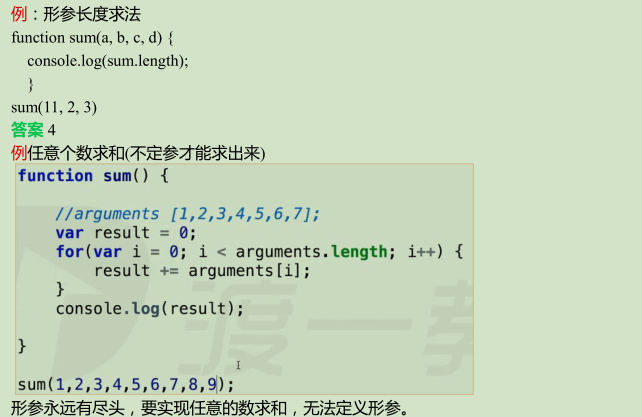 例：形参长度求法
function sum(a, b, c, d) {
    console.log(sum.length);
    }
sum(11, 2, 3)
答案 4
例任意个数求和(不定参才能求出来)
function sum() {
    //arguments [1,2,3,4,5,6,7];
    var result = 0;
    for(var i = 0; i < arguments.length; i++) {
        result += arguments[i];
    }
    console.log(result);
}
sum(1,2,3,4,5,6,7,8,9);
渡一教
形参永远有尽头，要实现任意的数求和，无法定义形参。